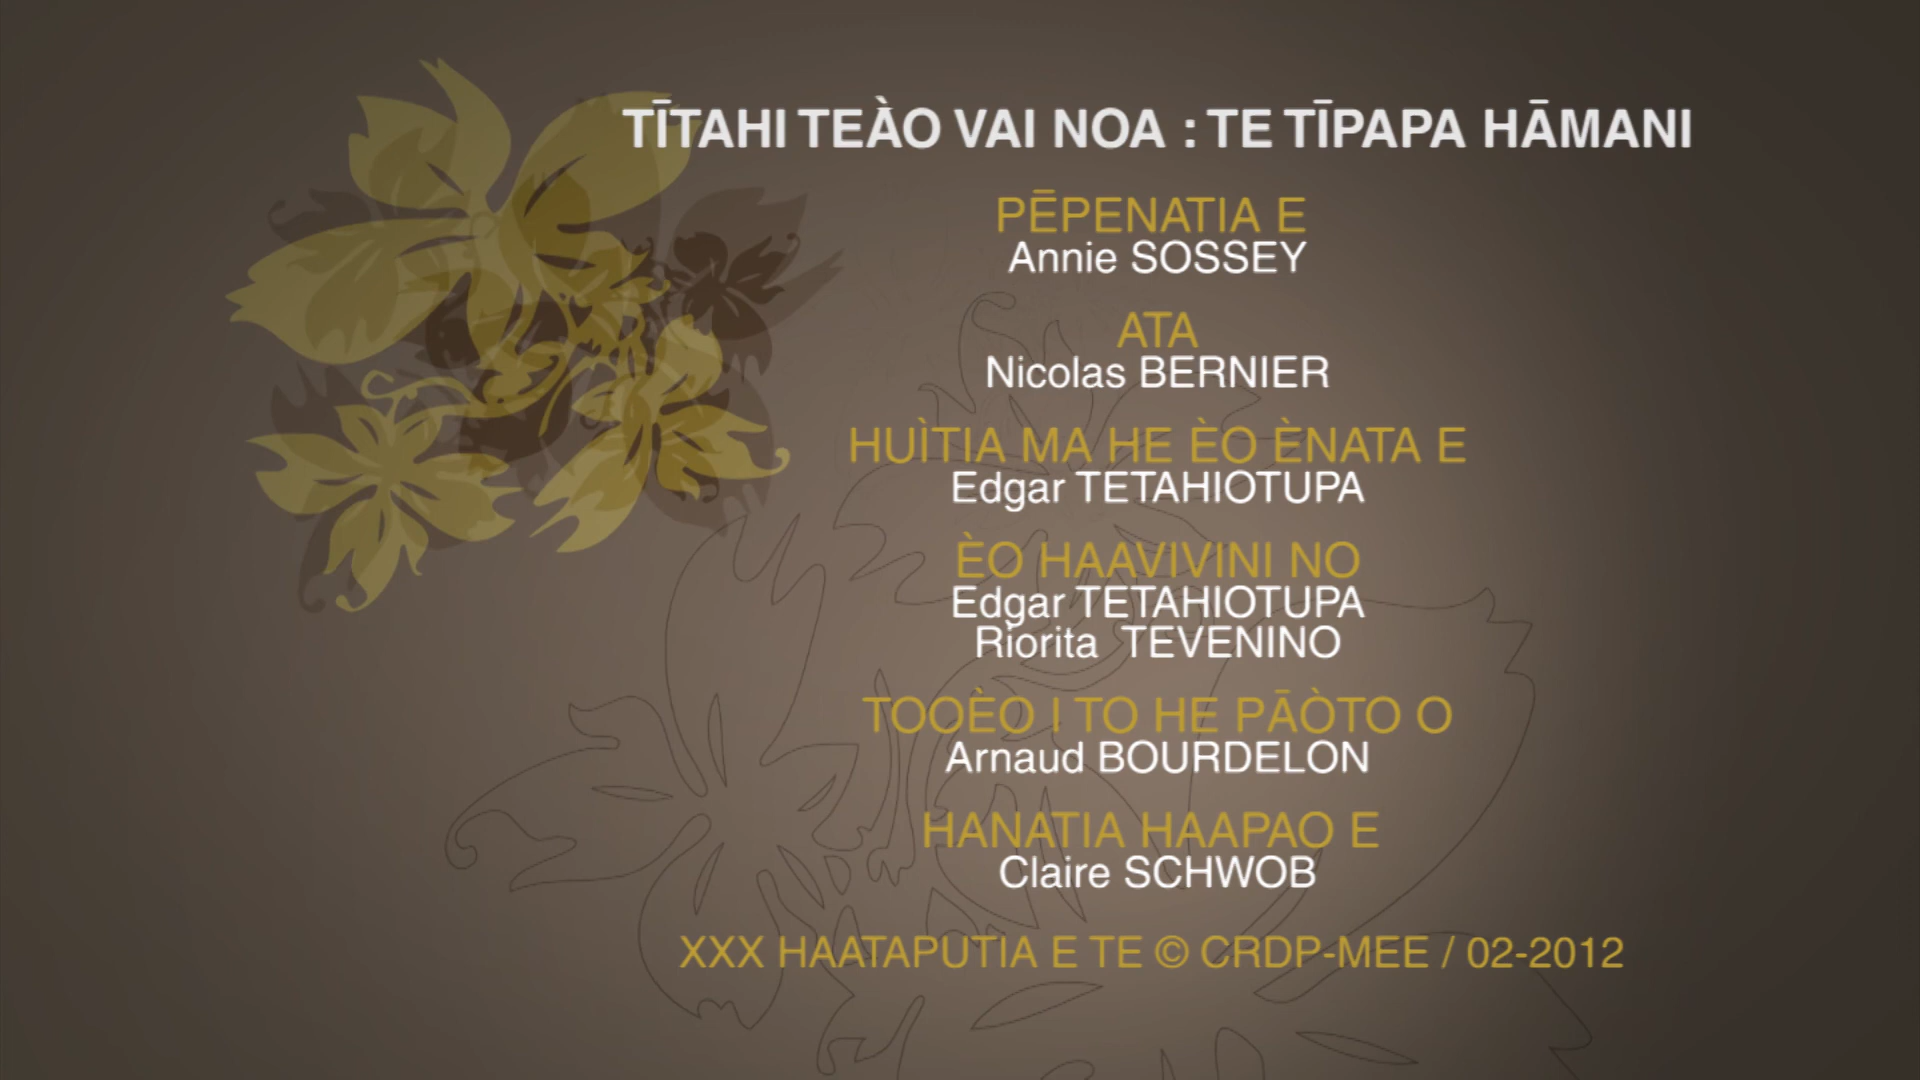 TĪTAHI TEÀO VAI NOA : TE TĪPAPA HĀMANI
PĒPENATIA E
Annie SOSSEY
ATA
Nicolas BERNIER
HUÌTIA MA HE ÈO ÈNATA E
Edgar TETAHIOTUPA
ÈO HAAVIVINI NO
Edgar TETAHIOTUPA
Riorita TEVENINO
TOOÈO I TO HE PĀÒTO O
Arnaud BOURDELON
HANATIA HAAPAO E
Claire SCHWOB
XXX HAATAPUTIA E TE © CRDP-MEE / 02-2012